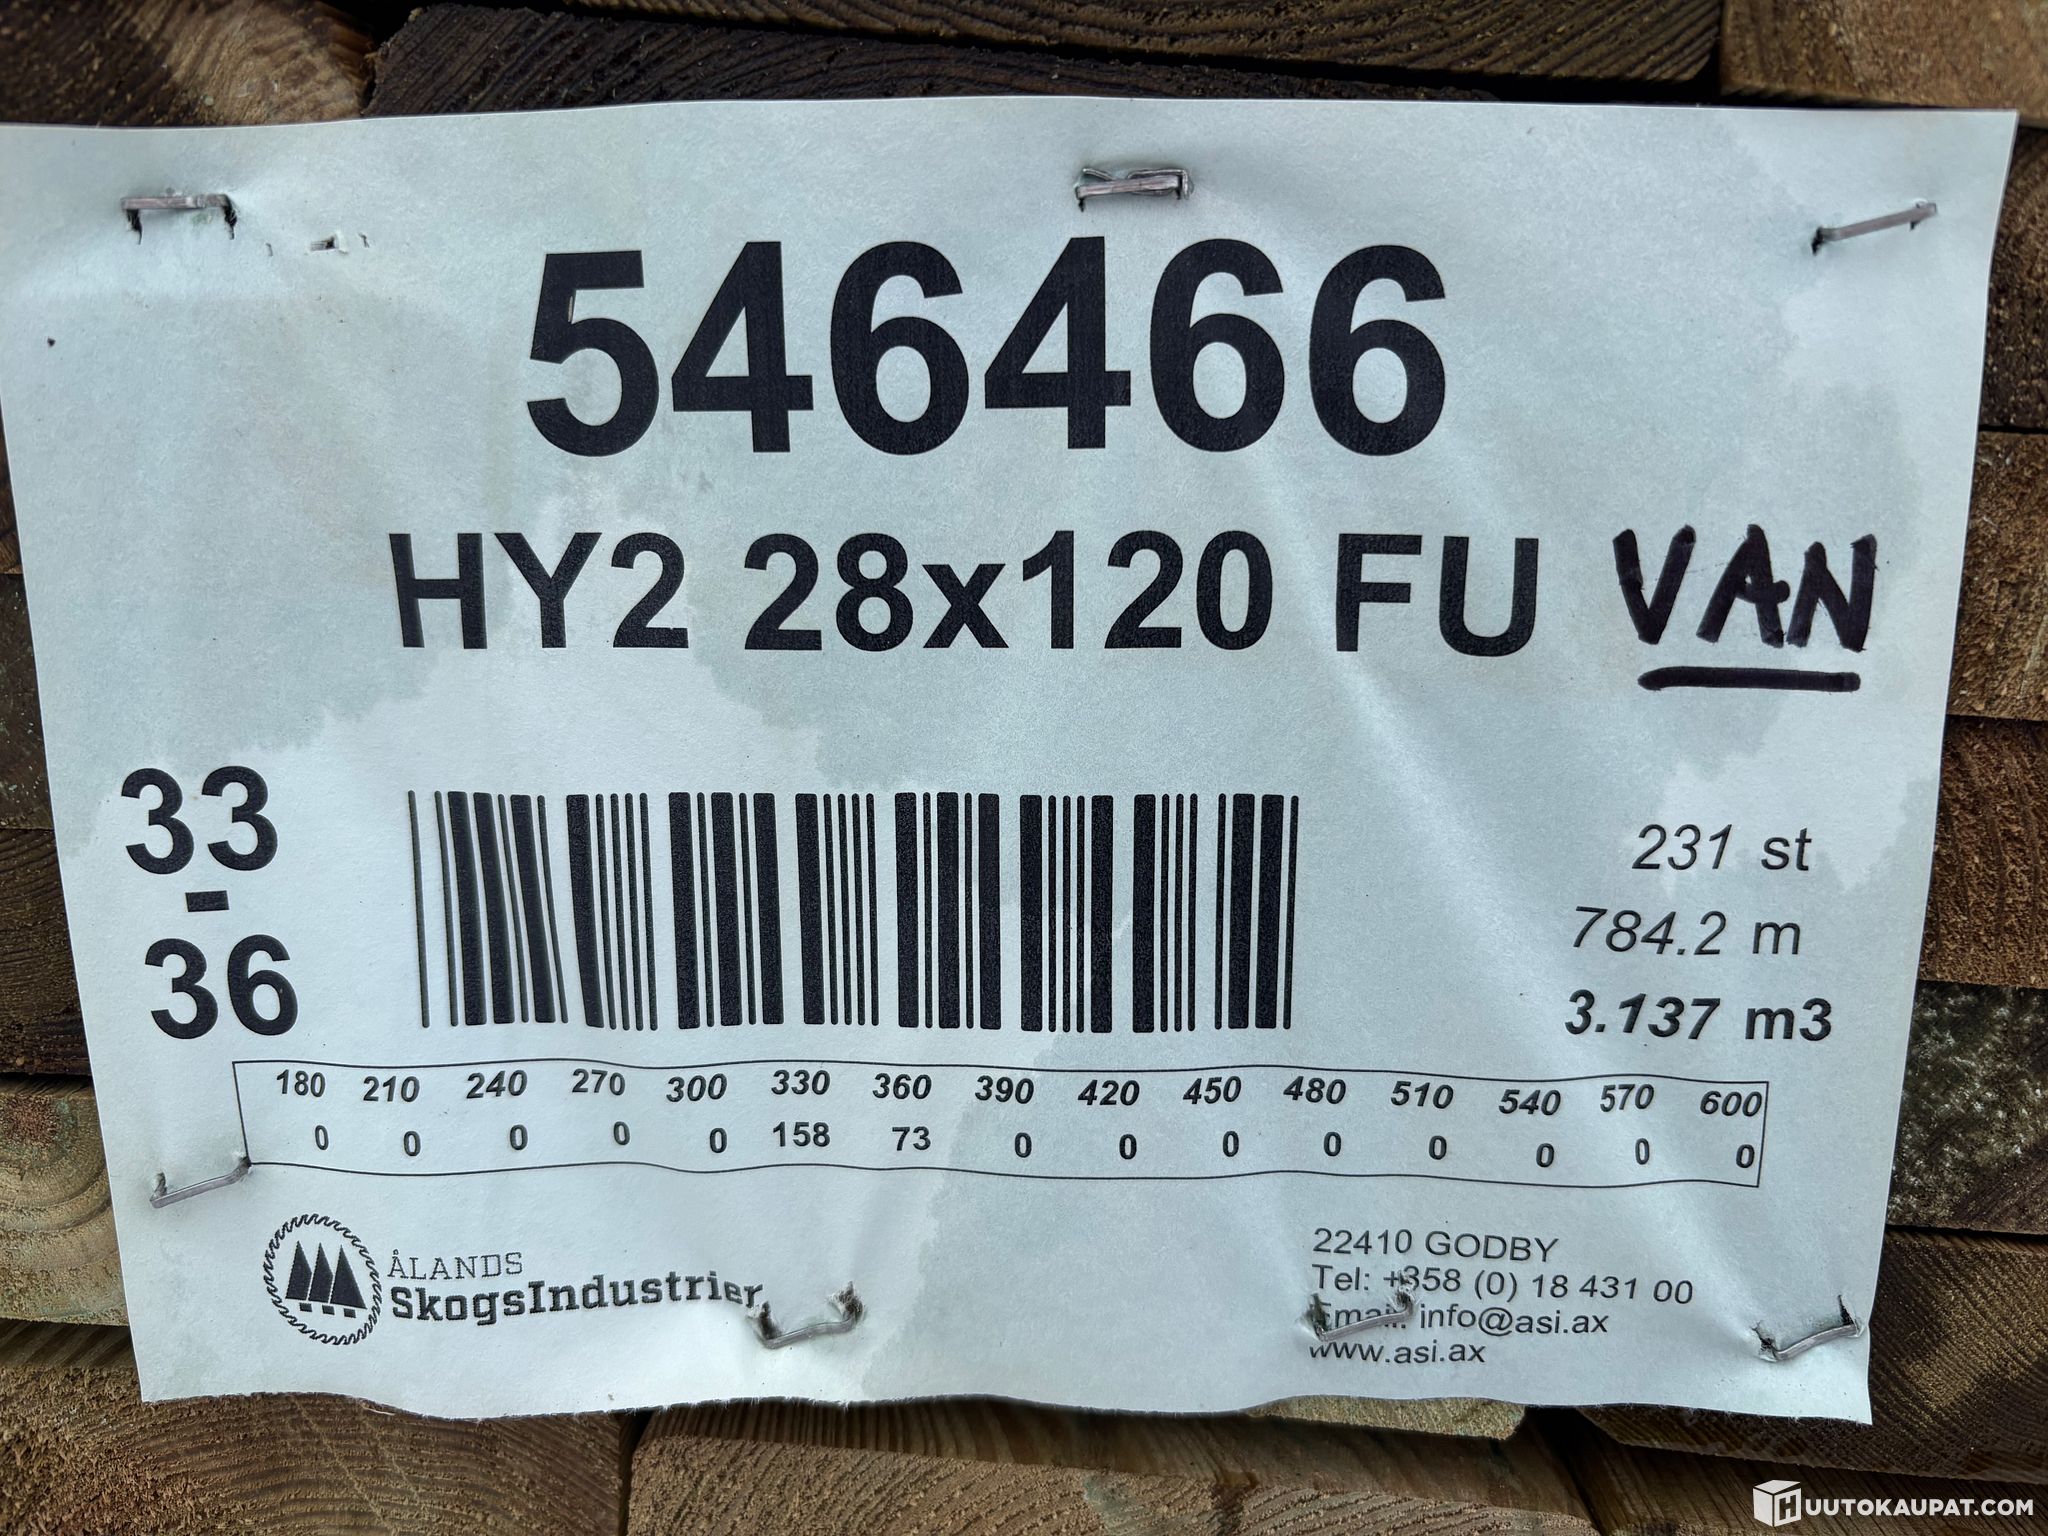 546466
HY2 28x120 FU VAN
33
-
36
231 st
784.2 m
3.137 m3
180 210 240 270 300 330 360 390 420 450 480 510 540 570 600
0 0 0 0 0 158 73 0 0 0 0 0 0 0 0
ÅLANDS
SkogsIndustrier
22410 GODBY
Tel: +358 (0) 18 431 00
Email: info@asi.ax
www.asi.ax
HUUTOKAUPAT.COM